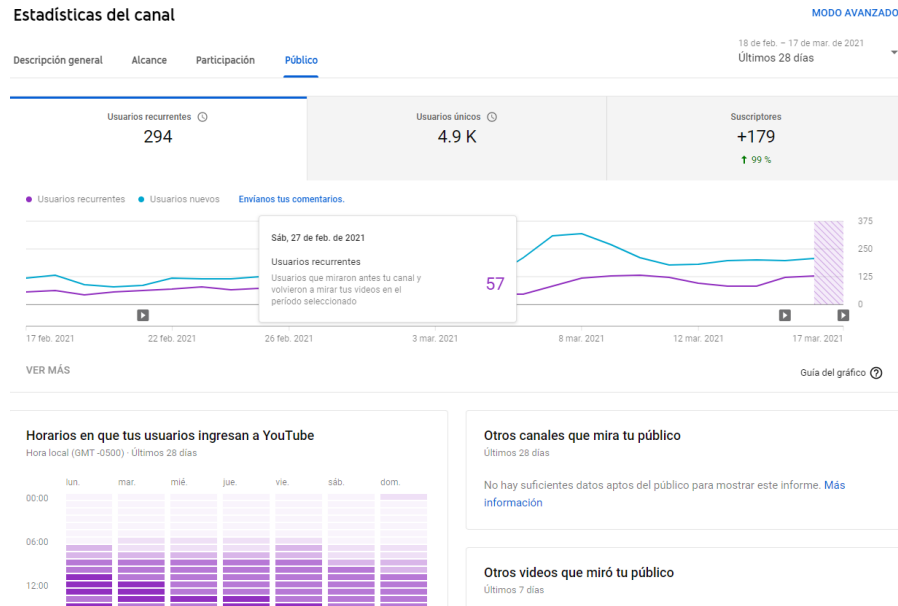 Estadísticas del canal
MODO AVANZADO
18 de feb. – 17 de mar. de 2021
Últimos 28 días
Descripción general
Alcance
Participación
Público
Usuarios recurrentes
294
Usuarios únicos
4.9 K
Suscriptores
+179
99 %
Usuarios recurrentes
Usuarios nuevos
Envíanos tus comentarios.
Sáb, 27 de feb. de 2021
Usuarios recurrentes
Usuarios que miraron antes tu canal y
volvieron a mirar tus videos en el
período seleccionado
57
375
250
125
0
17 feb. 2021
22 feb. 2021
26 feb. 2021
3 mar. 2021
8 mar. 2021
12 mar. 2021
17 mar. 2021
VER MÁS
Guía del gráfico ?
Horarios en que tus usuarios ingresan a YouTube
Hora local (GMT -0500) · Últimos 28 días
lun.
mar.
mié.
jue.
vie.
sáb.
dom.
00:00
06:00
12:00
Otros canales que mira tu público
Últimos 28 días
No hay suficientes datos aptos del público para mostrar este informe. Más
información
Otros videos que miró tu público
Últimos 7 días